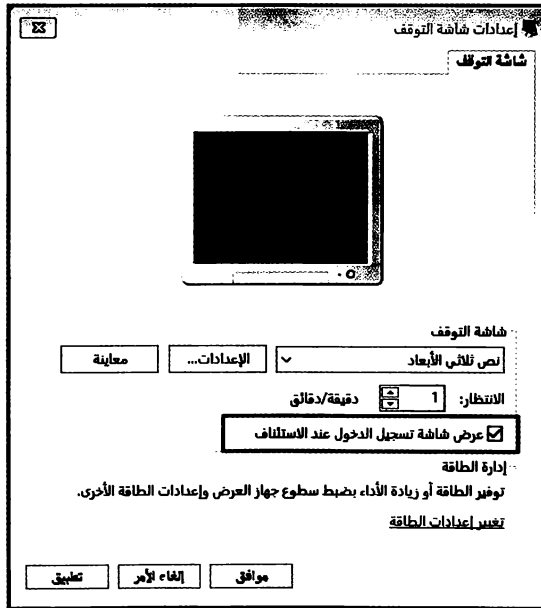 إعدادات شاشة التوقف
شاشة التوقف
شاشة التوقف
نص ثلاثي الأبعاد
الإعدادات...
معاينة
الانتظار: 1 دقيقة/دقائق
عرض شاشة تسجيل الدخول عند الاستئناف
إدارة الطاقة
توفير الطاقة أو زيادة الأداء بضبط سطوع جهاز العرض وإعدادات الطاقة الأخرى.
تغيير إعدادات الطاقة
موافق
إلغاء الأمر
تطبيق